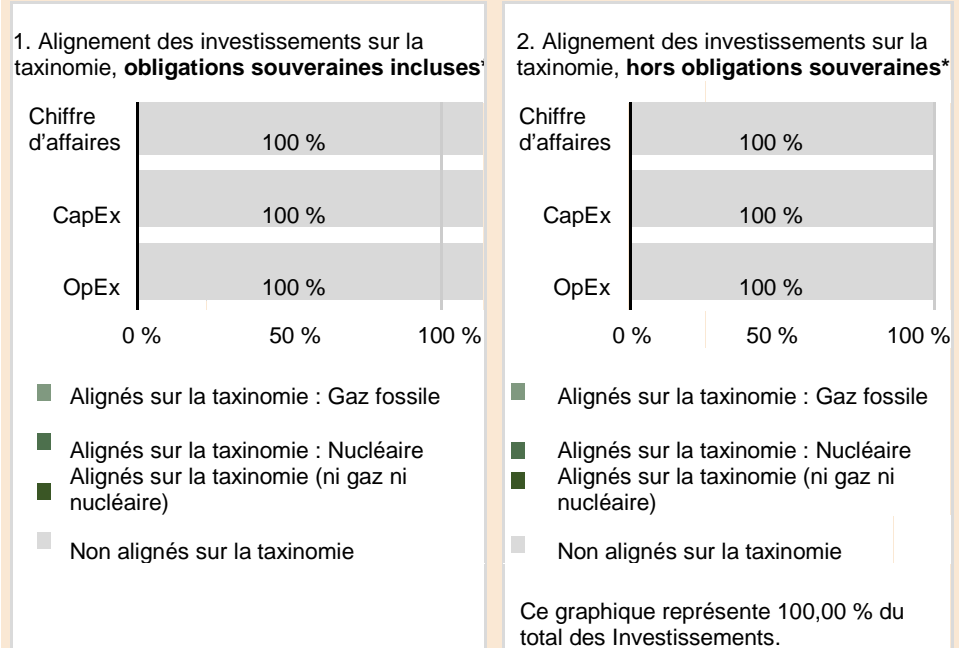 1. Alignement des investissements sur la
taxinomie, obligations souveraines incluses*
Chiffre
d'affaires
100 %
CapEx
100 %
OpEx
100 %
0 %
50 %
100 %
Alignés sur la taxinomie : Gaz fossile
Alignés sur la taxinomie : Nucléaire
Alignés sur la taxinomie (ni gaz ni
nucléaire)
Non alignés sur la taxinomie
2. Alignement des investissements sur la
taxinomie, hors obligations souveraines*
Chiffre
d'affaires
100 %
CapEx
100 %
OpEx
100 %
0 %
50 %
100 %
Alignés sur la taxinomie : Gaz fossile
Alignés sur la taxinomie : Nucléaire
Alignés sur la taxinomie (ni gaz ni
nucléaire)
Non alignés sur la taxinomie
Ce graphique représente 100,00 % du
total des Investissements.